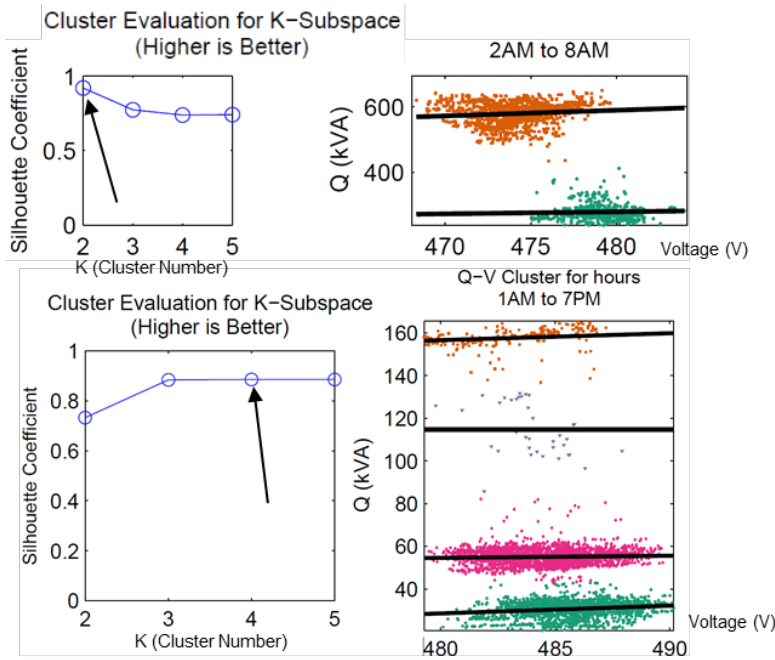 Cluster Evaluation for K-Subspace
(Higher is Better)
Silhouette Coefficient
1
0.5
0
2 3 4 5
K (Cluster Number)
2AM to 8AM
Q (kVA)
600
400
470 475 480
Voltage (V)
Cluster Evaluation for K-Subspace
(Higher is Better)
Silhouette Coefficient
1
0.8
0.6
0.4
0.2
0
2 3 4 5
K (Cluster Number)
Q-V Cluster for hours
1AM to 7PM
Q (kVA)
160
140
120
100
80
60
40
480 485 490
Voltage (V)